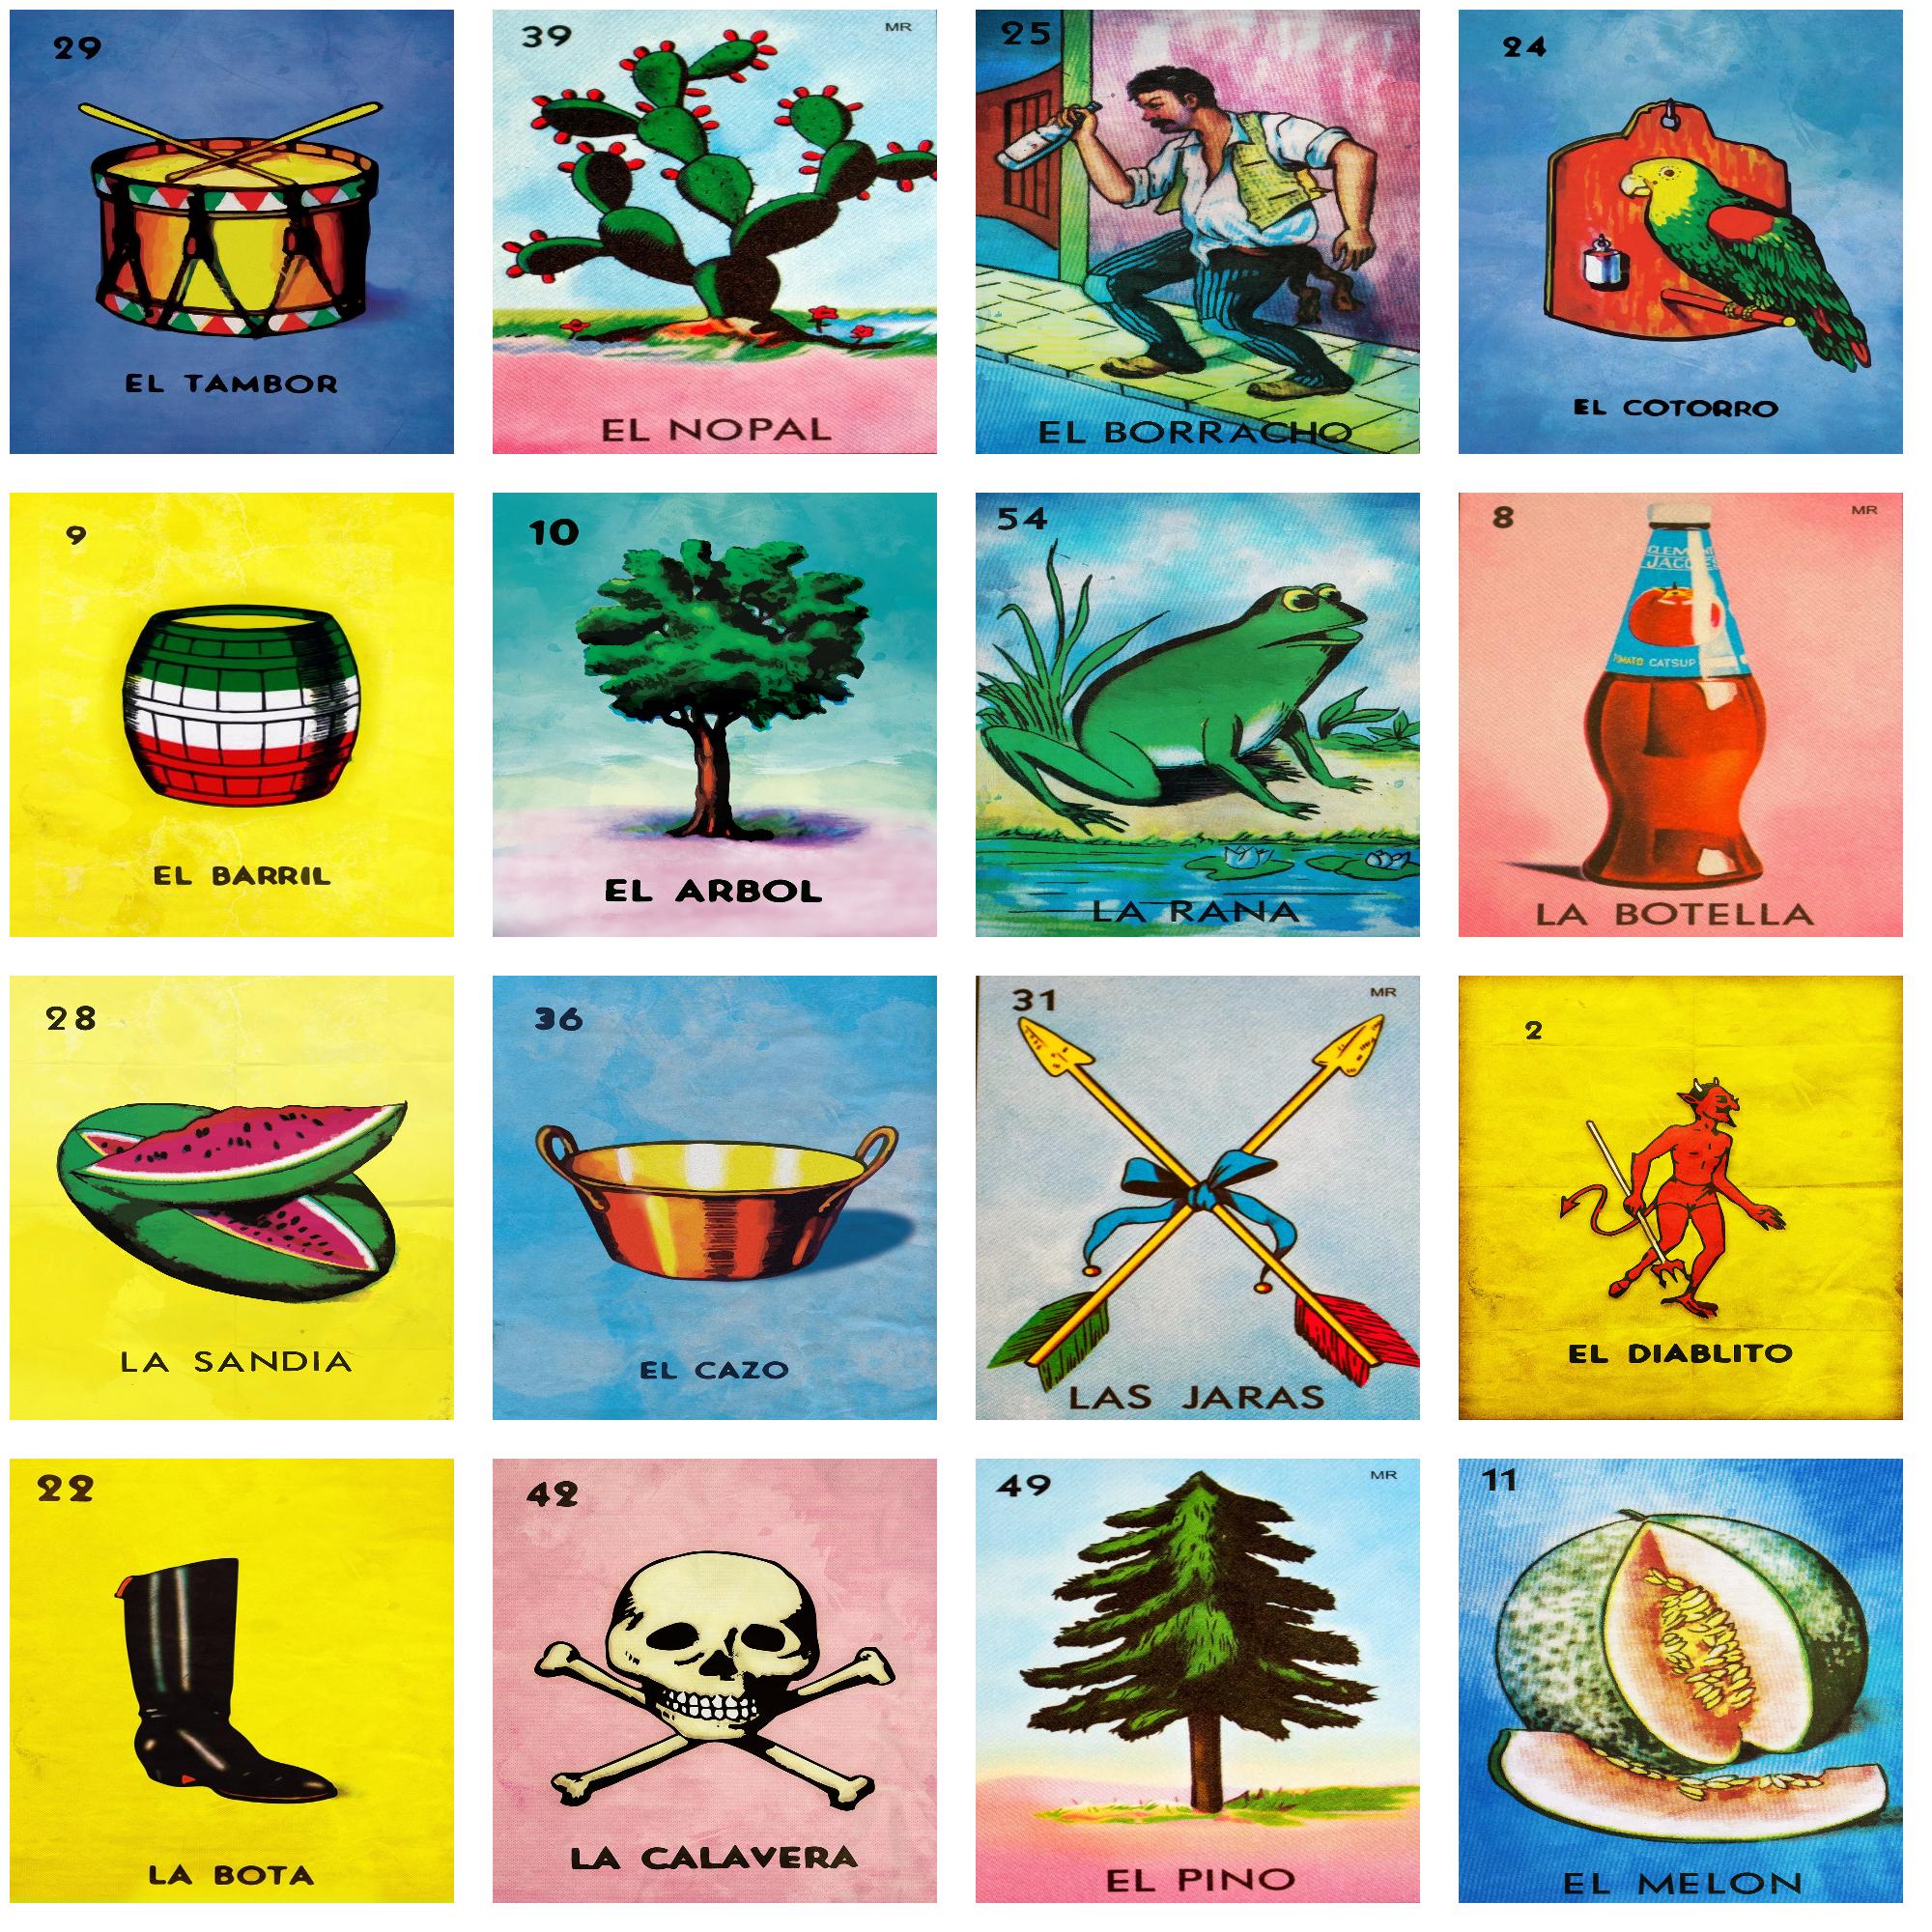 29
EL TAMBOR
39 MR
EL NOPAL
25
EL BORRACHO
24
EL COTORRO
9
EL BARRIL
10
EL ARBOL
54
LA RANA
8 MR
CLEMENTE
JACQUES
TOMATO CATSUP
LA BOTELLA
28
LA SANDIA
36
EL CAZO
31 MR
LAS JARAS
2
EL DIABLITO
22
LA BOTA
42
LA CALAVERA
49 MR
EL PINO
11
EL MELON